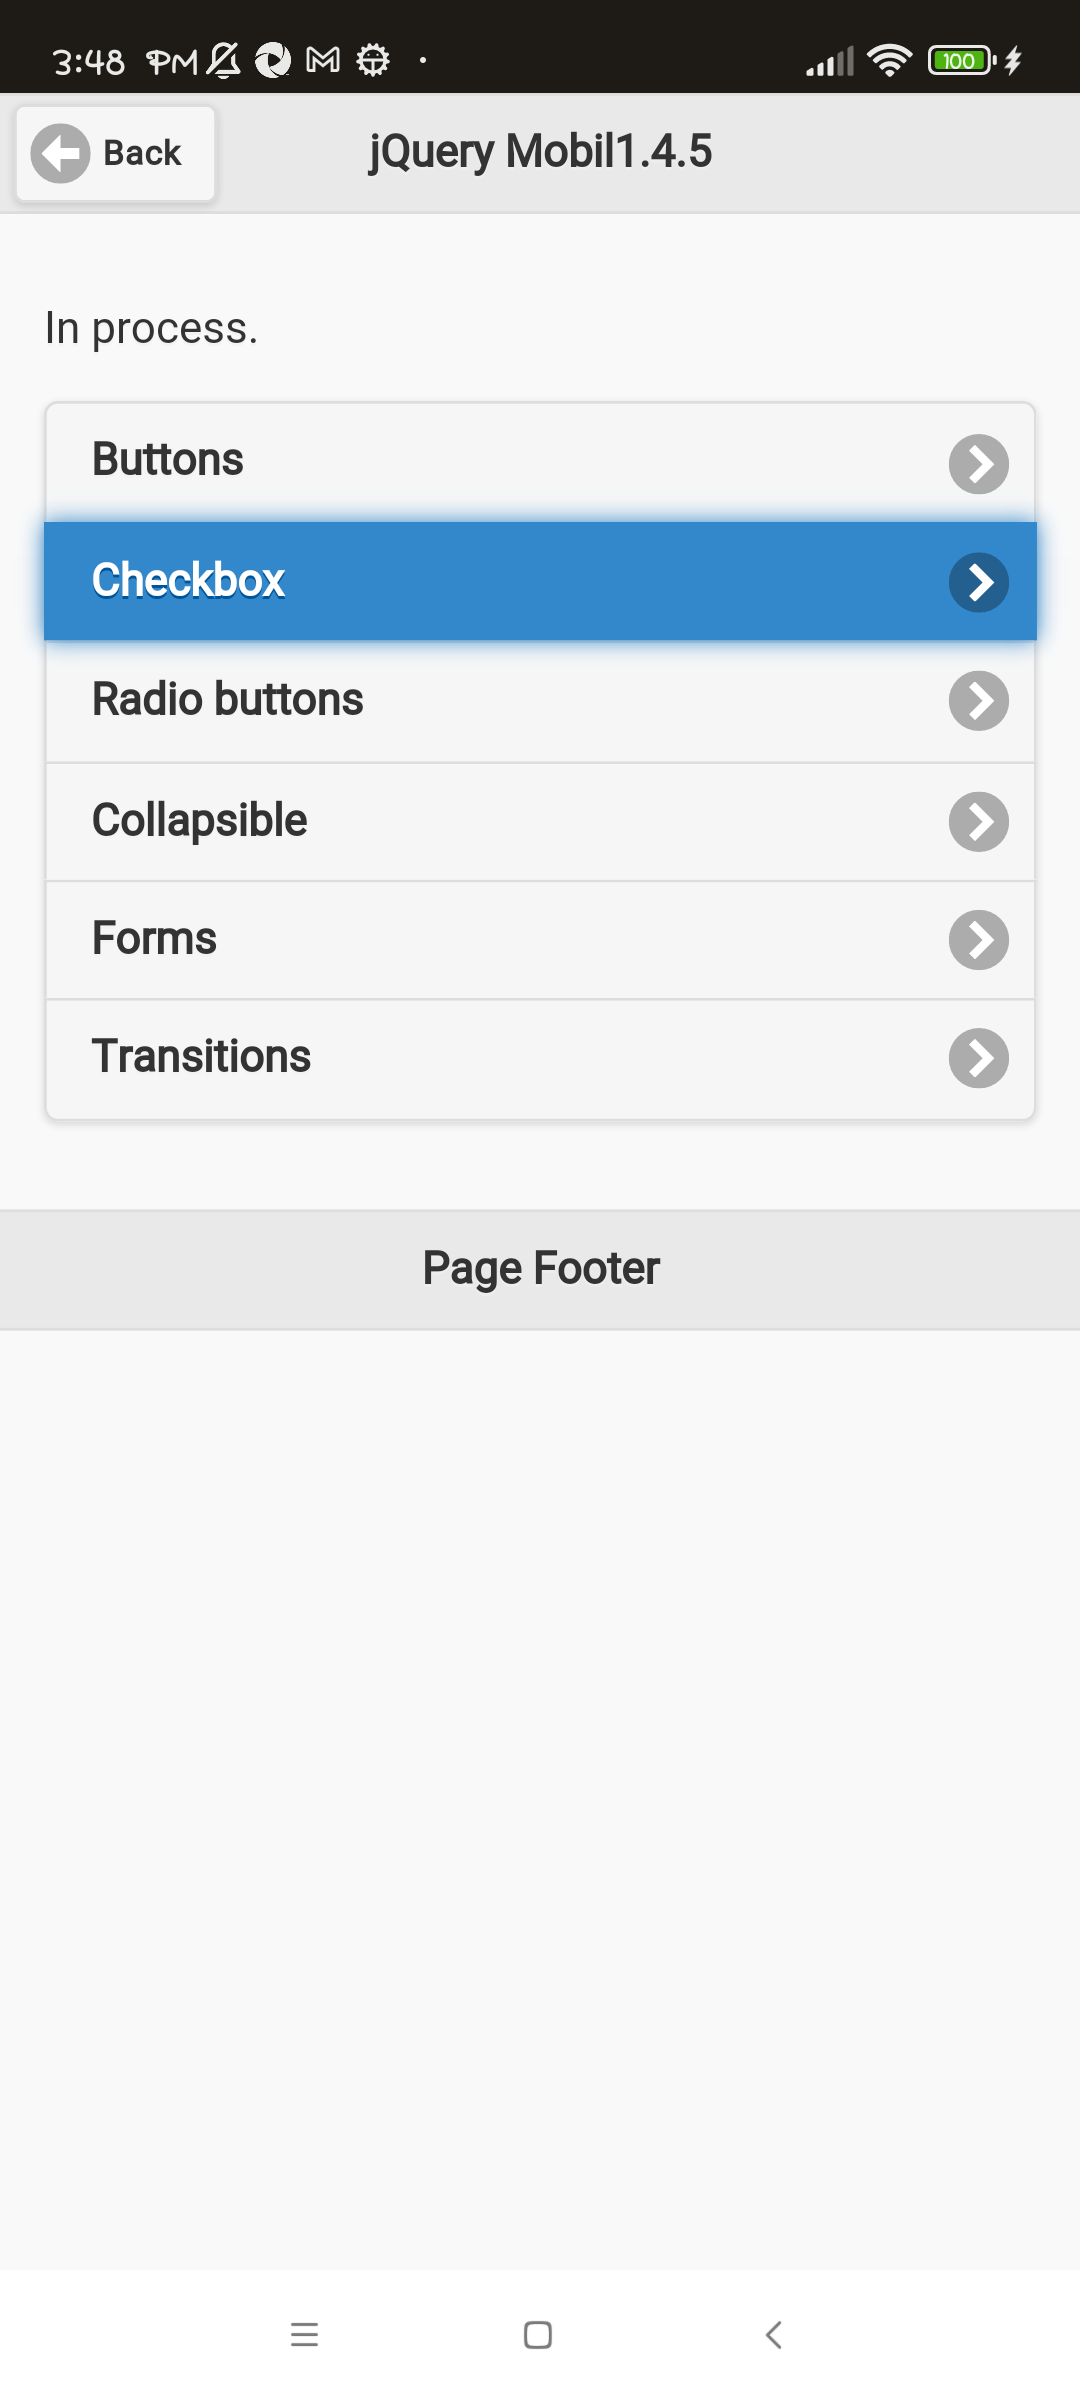 3:48 PM
100
Back
jQuery Mobil1.4.5
In process.
Buttons
Checkbox
Radio buttons
Collapsible
Forms
Transitions
Page Footer